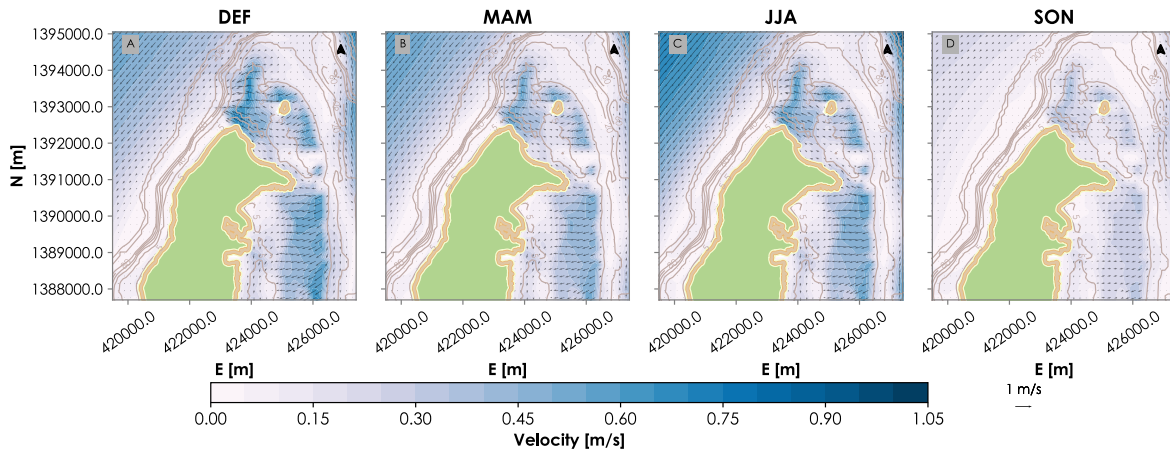 DEF MAM JJA SON
A B C D
1395000.0
1394000.0
1393000.0
1392000.0
1391000.0
1390000.0
1389000.0
1388000.0
N [m]
420000.0 422000.0 424000.0 426000.0 420000.0 422000.0 424000.0 426000.0 420000.0 422000.0 424000.0 426000.0 420000.0 422000.0 424000.0 426000.0
E [m] E [m] E [m] E [m]
1 m/s
0.00 0.15 0.30 0.45 0.60 0.75 0.90 1.05
Velocity [m/s]